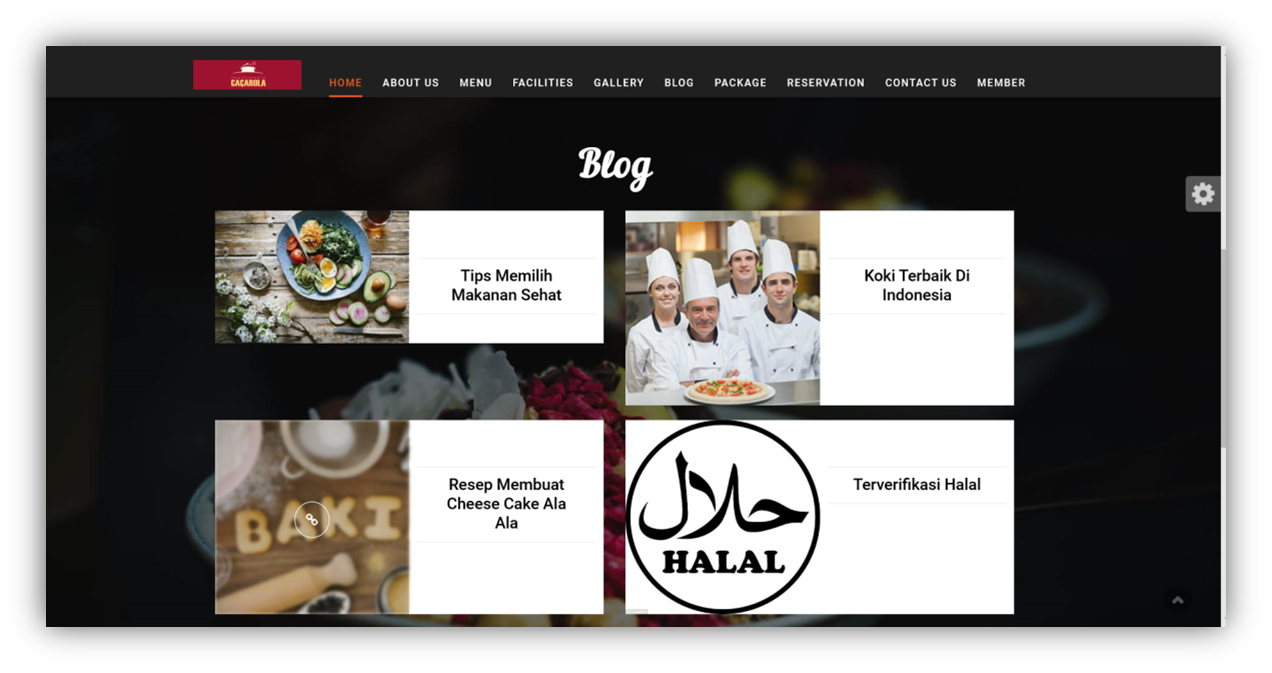 CAÇAROLA
HOME ABOUT US MENU FACILITIES GALLERY BLOG PACKAGE RESERVATION CONTACT US MEMBER
Blog
Tips Memilih
Makanan Sehat
Koki Terbaik Di
Indonesia
BAKI
Resep Membuat
Cheese Cake Ala
Ala
حلال
HALAL
Terverifikasi Halal